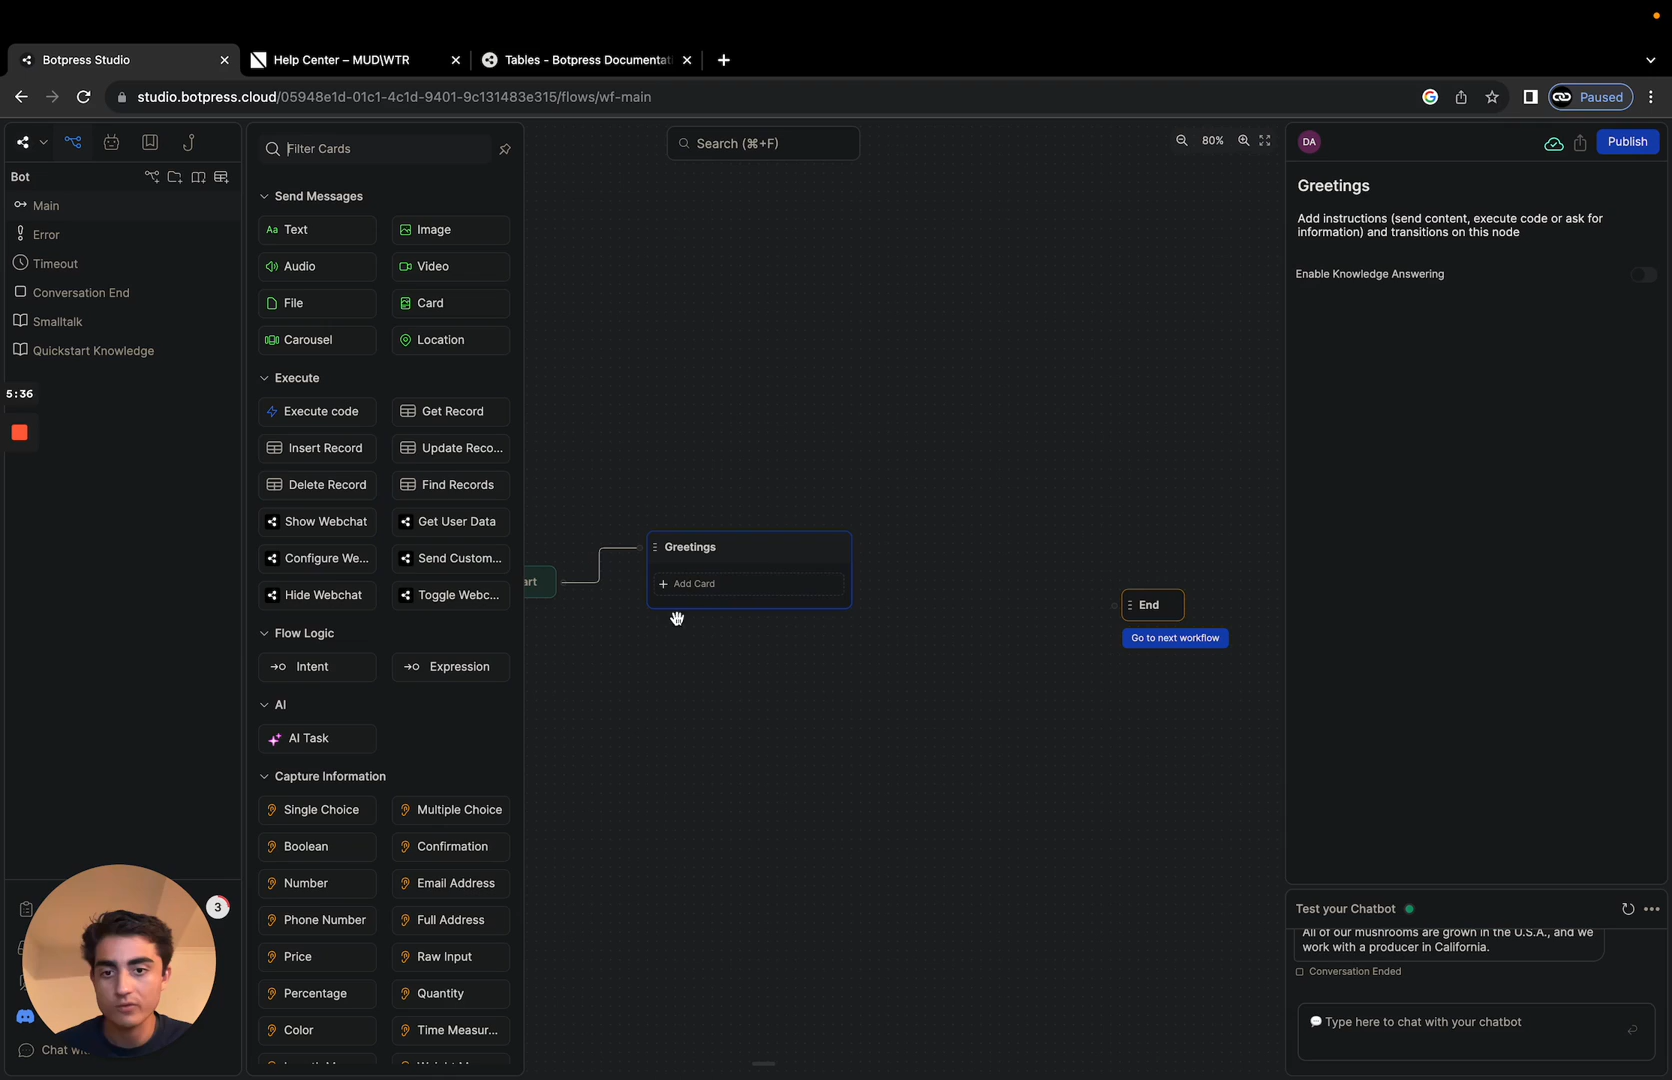 Botpress Studio
Help Center – MUD\WTR
Tables - Botpress Documentat
studio.botpress.cloud/05948e1d-01c1-4c1d-9401-9c131483e315/flows/wf-main
Paused
Bot
Main
Error
Timeout
Conversation End
Smalltalk
Quickstart Knowledge
5:36
3
Chat wi
Filter Cards
Send Messages
Text
Image
Audio
Video
File
Card
Carousel
Location
Execute
Execute code
Get Record
Insert Record
Update Reco...
Delete Record
Find Records
Show Webchat
Get User Data
Configure We...
Send Custom...
Hide Webchat
Toggle Webc...
Flow Logic
Intent
Expression
AI
AI Task
Capture Information
Single Choice
Multiple Choice
Boolean
Confirmation
Number
Email Address
Phone Number
Full Address
Price
Raw Input
Percentage
Quantity
Color
Time Measur...
Search (⌘+F)
80%
art
Greetings
+ Add Card
End
Go to next workflow
DA
Publish
Greetings
Add instructions (send content, execute code or ask for
information) and transitions on this node
Enable Knowledge Answering
Test your Chatbot
All of our mushrooms are grown in the U.S.A., and we
work with a producer in California.
Conversation Ended
💬 Type here to chat with your chatbot